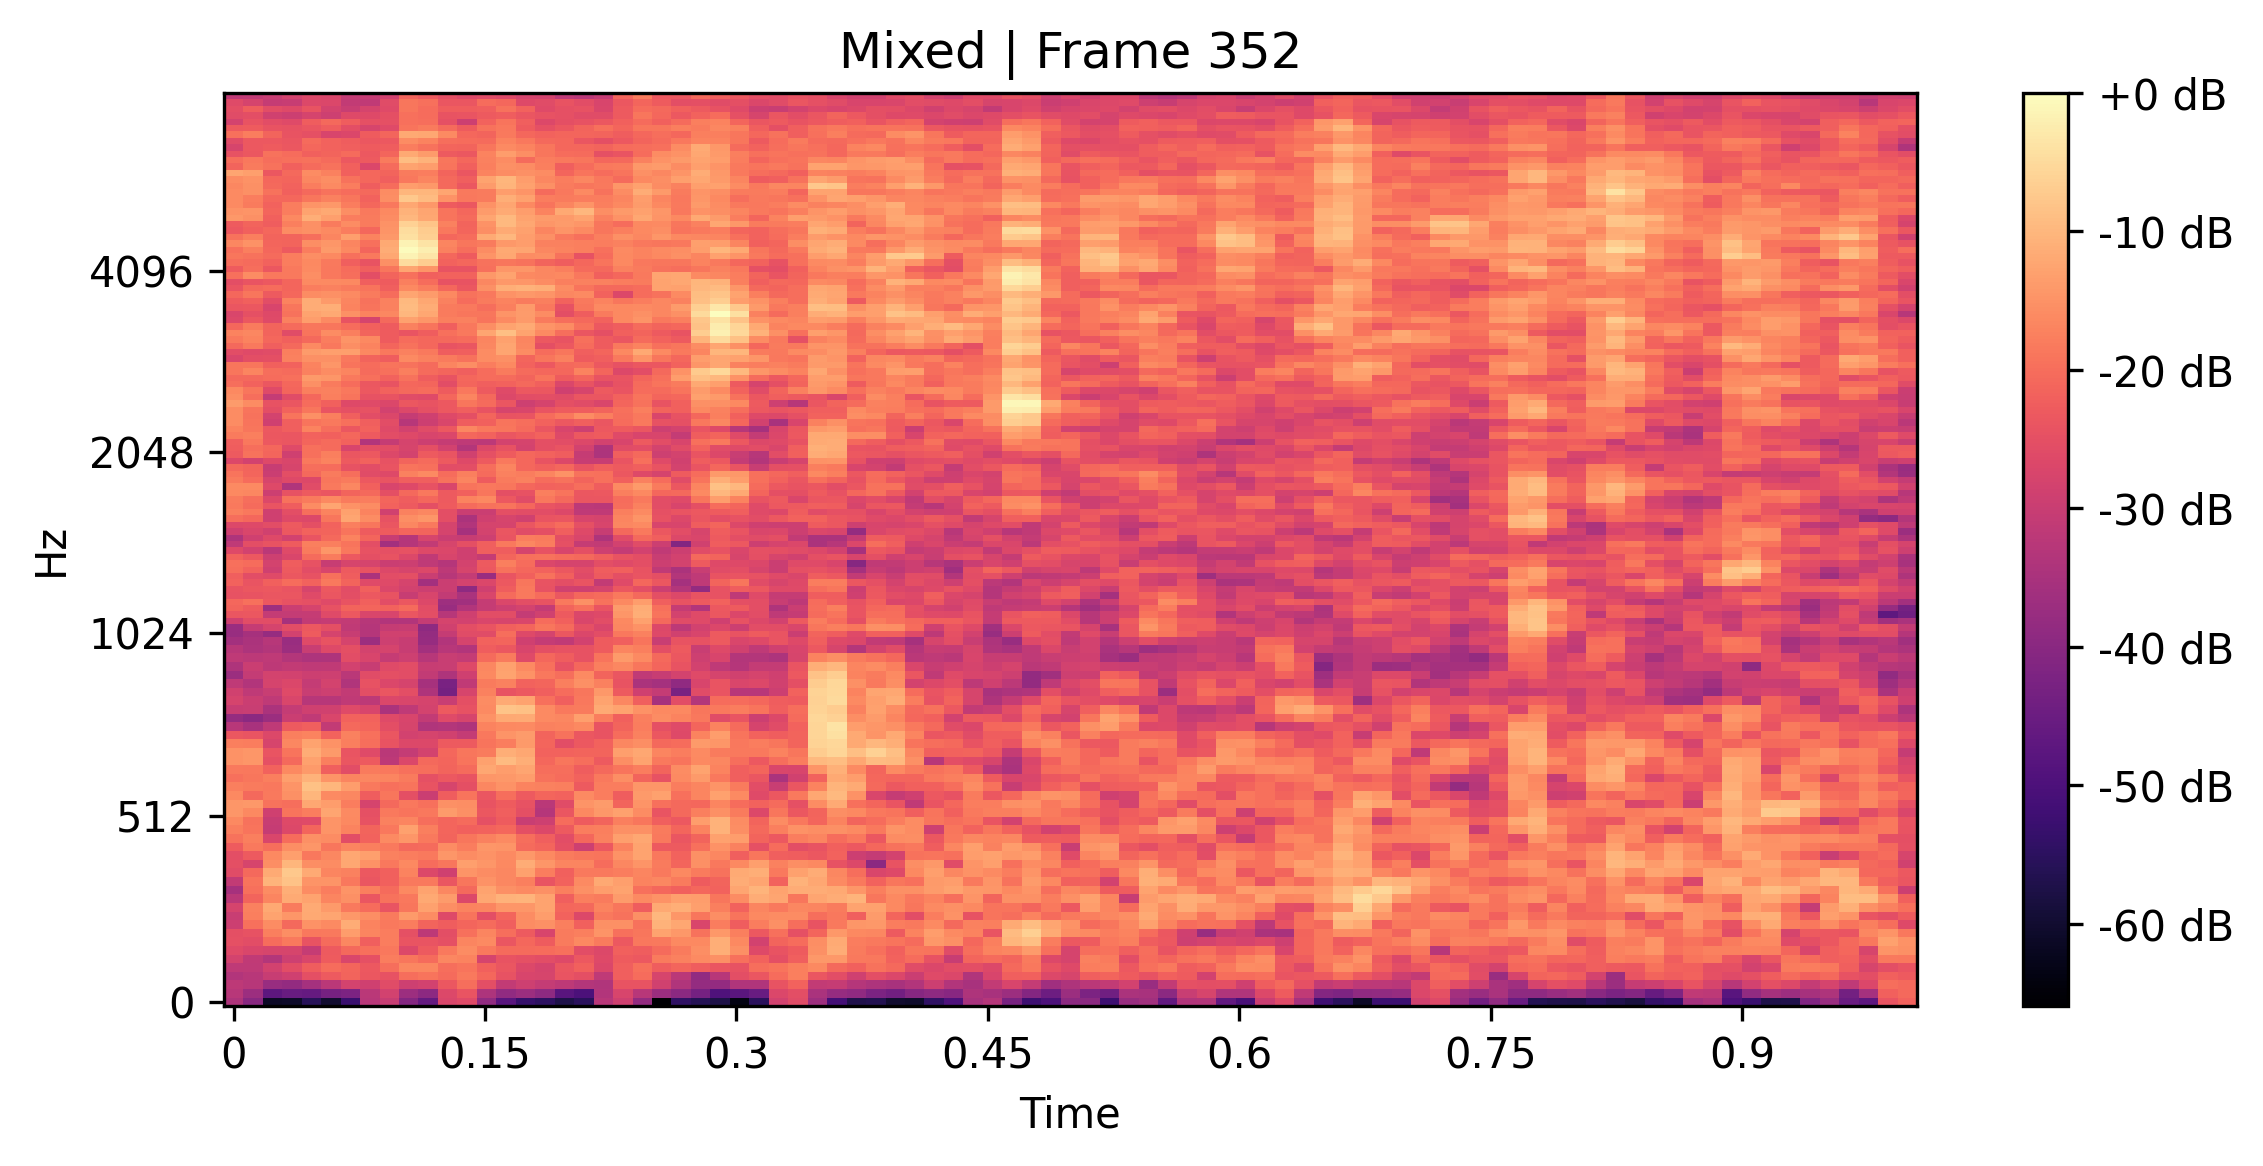 Mixed | Frame 352
+0 dB
-10 dB
-20 dB
-30 dB
-40 dB
-50 dB
-60 dB
Hz
4096
2048
1024
512
0
0 0.15 0.3 0.45 0.6 0.75 0.9
Time